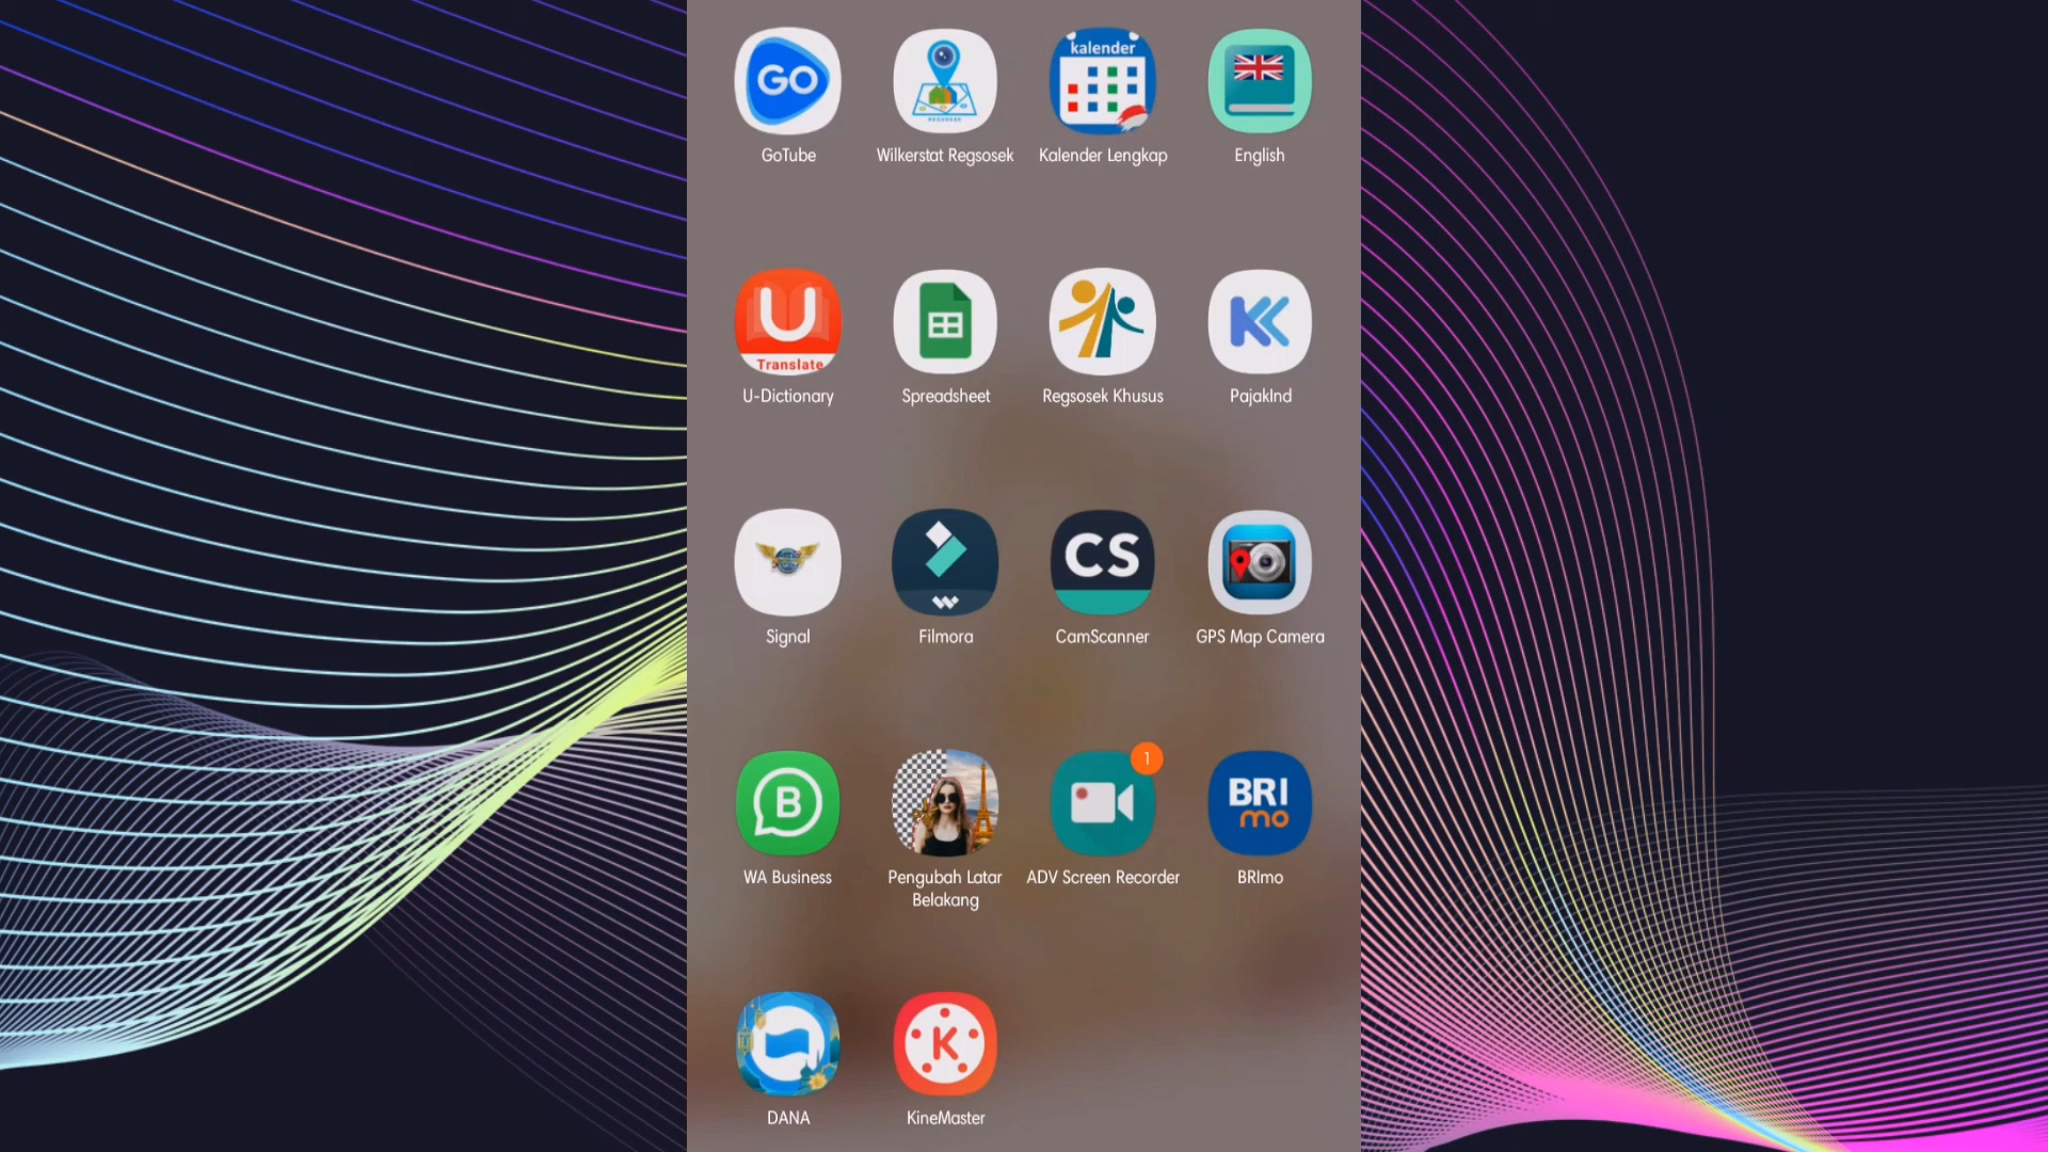 GO
kalender
GoTube
Wilkerstat Regsosek
Kalender Lengkap
English
U
Translate
U-Dictionary
Spreadsheet
Regsosek Khusus
PajakInd
CS
Signal
Filmora
CamScanner
GPS Map Camera
B
1
BRI
mo
WA Business
Pengubah Latar
Belakang
ADV Screen Recorder
BRImo
K
DANA
KineMaster